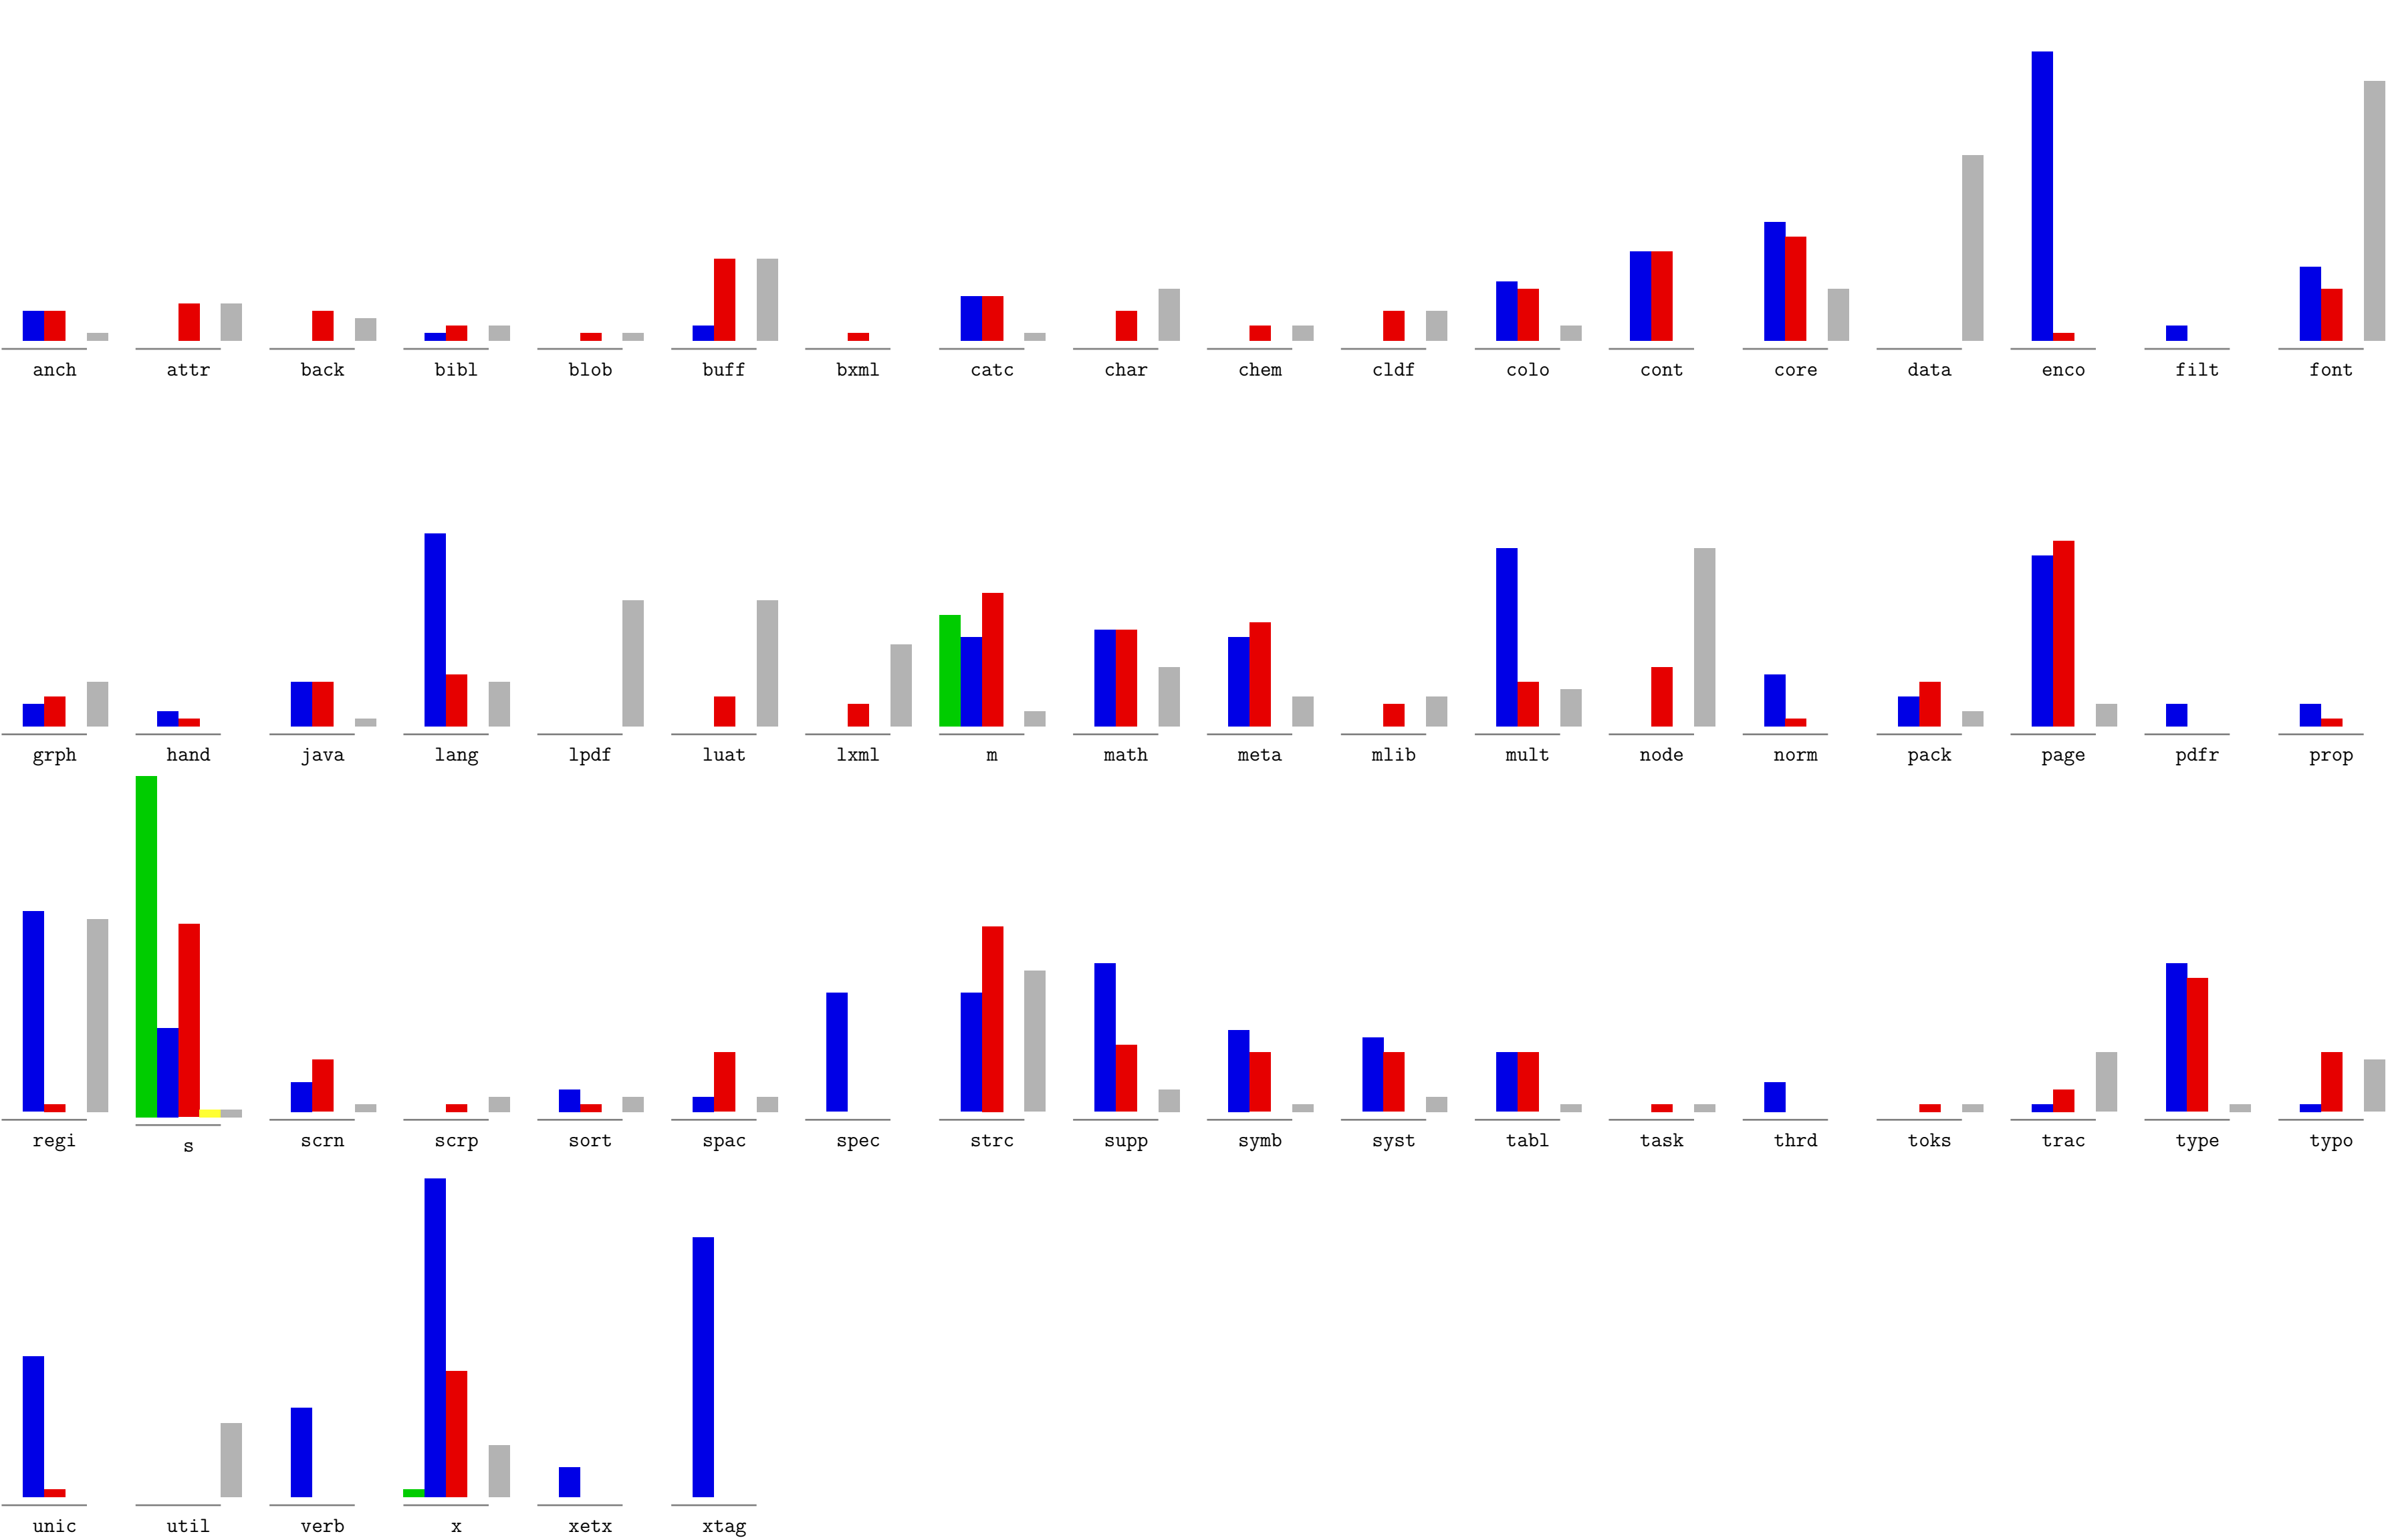 anch attr back bibl blob buff bxml catc char chem cldf colo cont core data enco filt font
grph hand java lang lpdf luat lxml m math meta mlib mult node norm pack page pdfr prop
regi s scrn scrp sort spac spec strc supp symb syst tabl task thrd toks trac type typo
unic util verb x xetx xtag